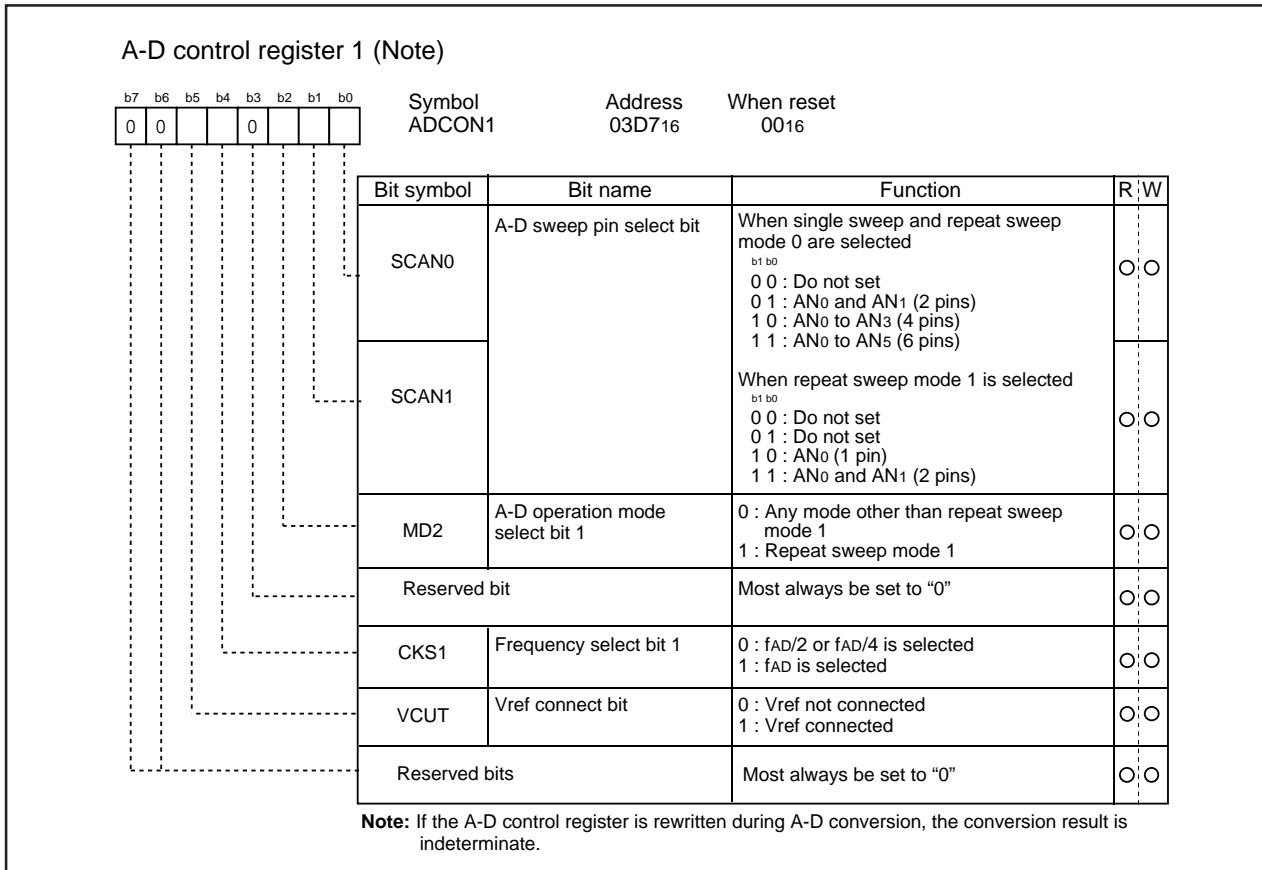 A-D control register 1 (Note)
b7 b6 b5 b4 b3 b2 b1 b0
0 0 0
Symbol Address When reset
ADCON1 03D716 0016
Bit symbol Bit name Function R W
SCAN0 A-D sweep pin select bit When single sweep and repeat sweep
mode 0 are selected
b1 b0
0 0 : Do not set
0 1 : AN0 and AN1 (2 pins)
1 0 : AN0 to AN3 (4 pins)
1 1 : AN0 to AN5 (6 pins)
SCAN1 When repeat sweep mode 1 is selected
b1 b0
0 0 : Do not set
0 1 : Do not set
1 0 : AN0 (1 pin)
1 1 : AN0 and AN1 (2 pins)
MD2 A-D operation mode
select bit 1 0 : Any mode other than repeat sweep
mode 1
1 : Repeat sweep mode 1
Reserved bit Most always be set to “0”
CKS1 Frequency select bit 1 0 : fAD/2 or fAD/4 is selected
1 : fAD is selected
VCUT Vref connect bit 0 : Vref not connected
1 : Vref connected
Reserved bits Most always be set to “0”
Note: If the A-D control register is rewritten during A-D conversion, the conversion result is
indeterminate.